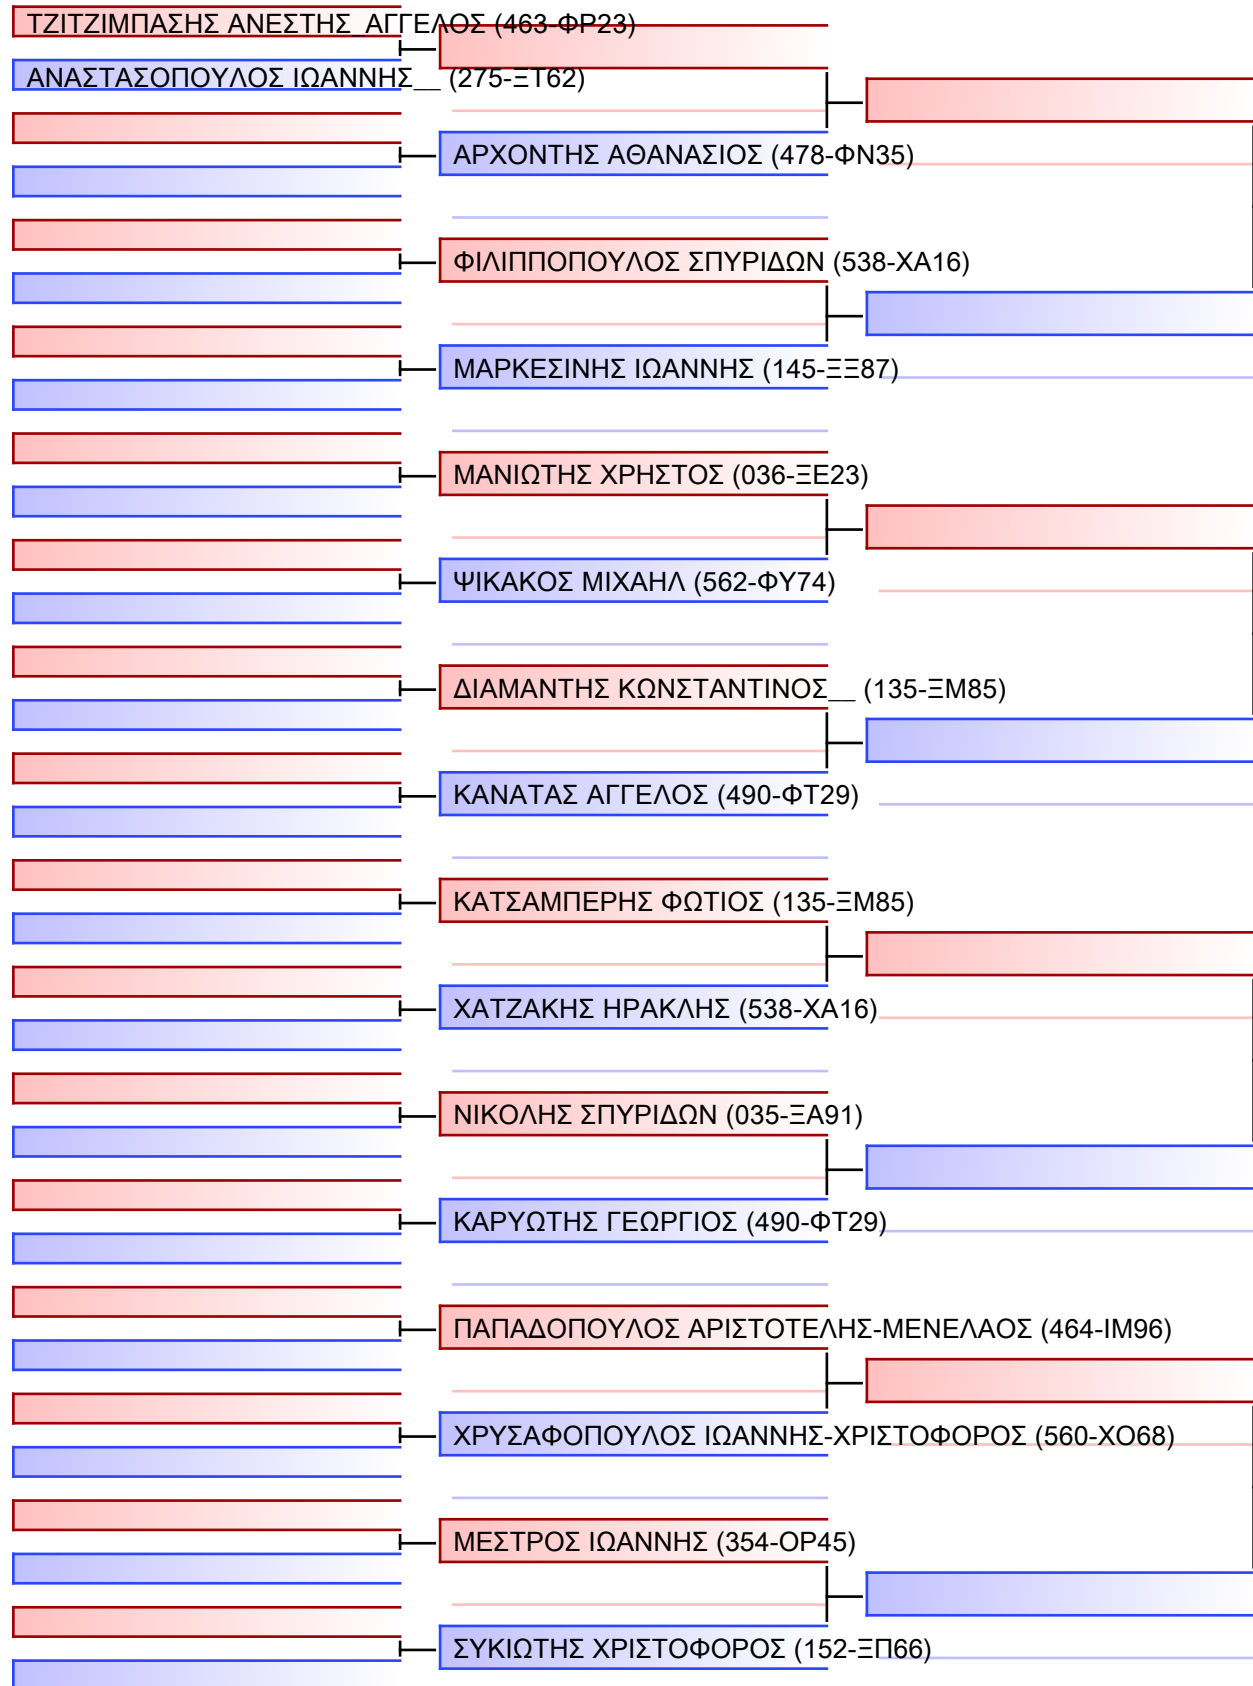 ΤΖΙΤΖΙΜΠΑΣΗΣ ΑΝΕΣΤΗΣ_ΑΓΓΕΛΟΣ (463-ΦΡ23)
ΑΝΑΣΤΑΣΟΠΟΥΛΟΣ ΙΩΑΝΝΗΣ__ (275-ΞΤ62)
ΑΡΧΟΝΤΗΣ ΑΘΑΝΑΣΙΟΣ (478-ΦΝ35)
ΦΙΛΙΠΠΟΠΟΥΛΟΣ ΣΠΥΡΙΔΩΝ (538-ΧΑ16)
ΜΑΡΚΕΣΙΝΗΣ ΙΩΑΝΝΗΣ (145-ΞΞ87)
ΜΑΝΙΩΤΗΣ ΧΡΗΣΤΟΣ (036-ΞΕ23)
ΨΙΚΑΚΟΣ ΜΙΧΑΗΛ (562-ΦΥ74)
ΔΙΑΜΑΝΤΗΣ ΚΩΝΣΤΑΝΤΙΝΟΣ__ (135-ΞΜ85)
ΚΑΝΑΤΑΣ ΑΓΓΕΛΟΣ (490-ΦΤ29)
ΚΑΤΣΑΜΠΕΡΗΣ ΦΩΤΙΟΣ (135-ΞΜ85)
ΧΑΤΖΑΚΗΣ ΗΡΑΚΛΗΣ (538-ΧΑ16)
ΝΙΚΟΛΗΣ ΣΠΥΡΙΔΩΝ (035-ΞΑ91)
ΚΑΡΥΩΤΗΣ ΓΕΩΡΓΙΟΣ (490-ΦΤ29)
ΠΑΠΑΔΟΠΟΥΛΟΣ ΑΡΙΣΤΟΤΕΛΗΣ-ΜΕΝΕΛΑΟΣ (464-ΙΜ96)
ΧΡΥΣΑΦΟΠΟΥΛΟΣ ΙΩΑΝΝΗΣ-ΧΡΙΣΤΟΦΟΡΟΣ (560-ΧΟ68)
ΜΕΣΤΡΟΣ ΙΩΑΝΝΗΣ (354-ΟΡ45)
ΣΥΚΙΩΤΗΣ ΧΡΙΣΤΟΦΟΡΟΣ (152-ΞΠ66)